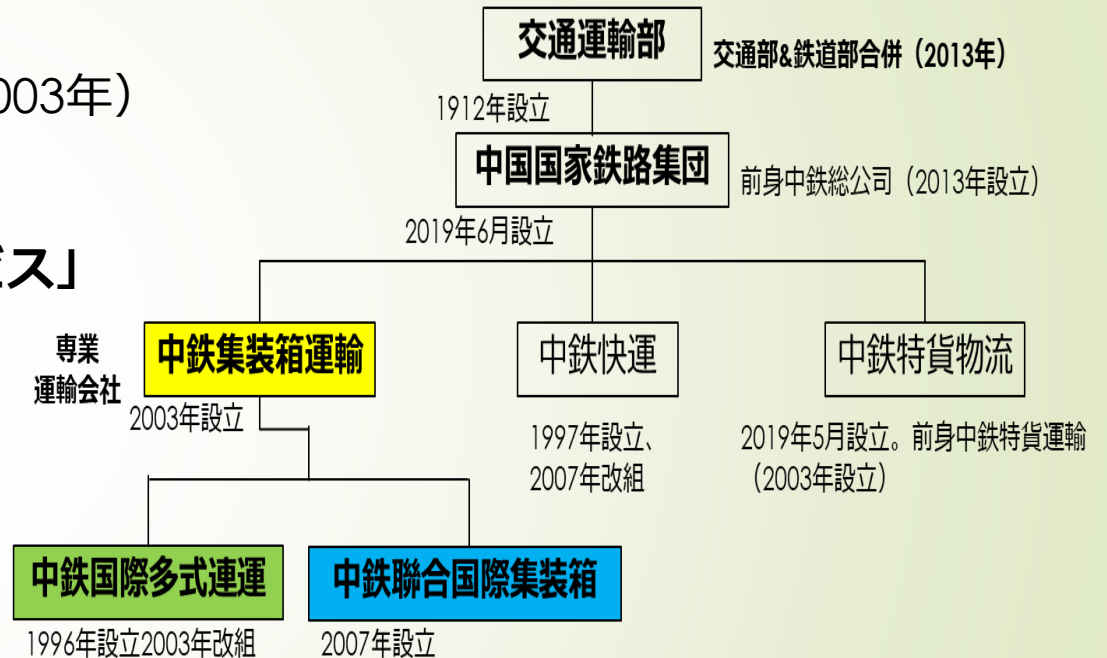 交通運輸部
交通部&鉄道部合併（2013年）
003年）
1912年設立
中国国家鉄路集団
前身中鉄総公司（2013年設立）
2019年6月設立
ビス」
専業
運輸会社
中鉄集装箱運輸
中鉄快運
中鉄特貨物流
2003年設立
1997年設立、
2007年改組
2019年5月設立。前身中鉄特貨運輸
（2003年設立）
中鉄国際多式連運
中鉄聯合国際集装箱
1996年設立2003年改組
2007年設立